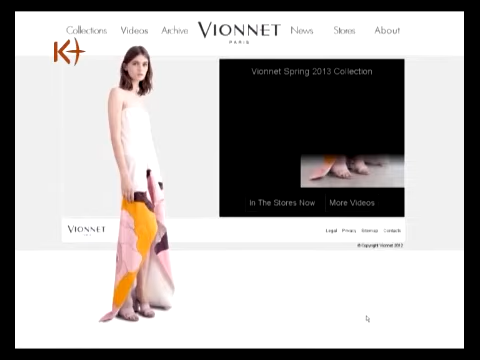 Collections Videos Archive VIONNET News Stores About
PARIS
K+
Vionnet Spring 2013 Collection
In The Stores Now More Videos
VIONNET
Legal Privacy Sitemap Contacts
© Copyright Vionnet 2012